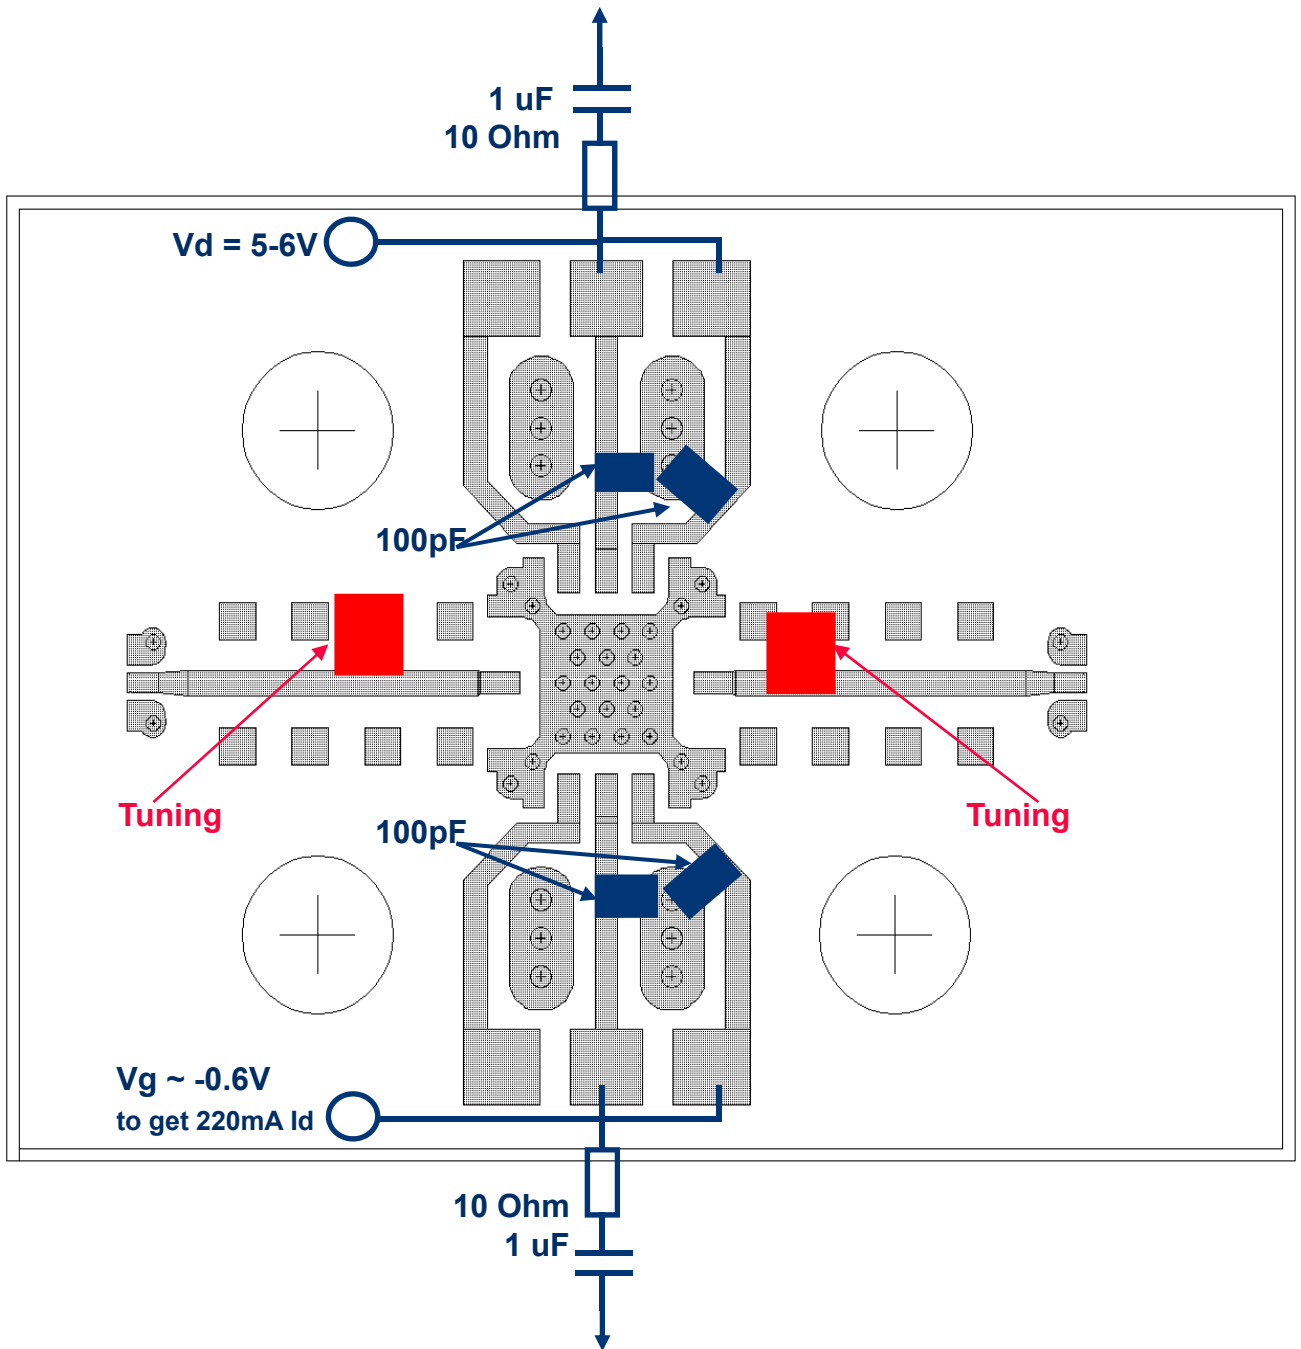 1 uF
10 Ohm
Vd = 5-6V
100pF
Tuning
Tuning
100pF
Vg ~ -0.6V
to get 220mA Id
10 Ohm
1 uF